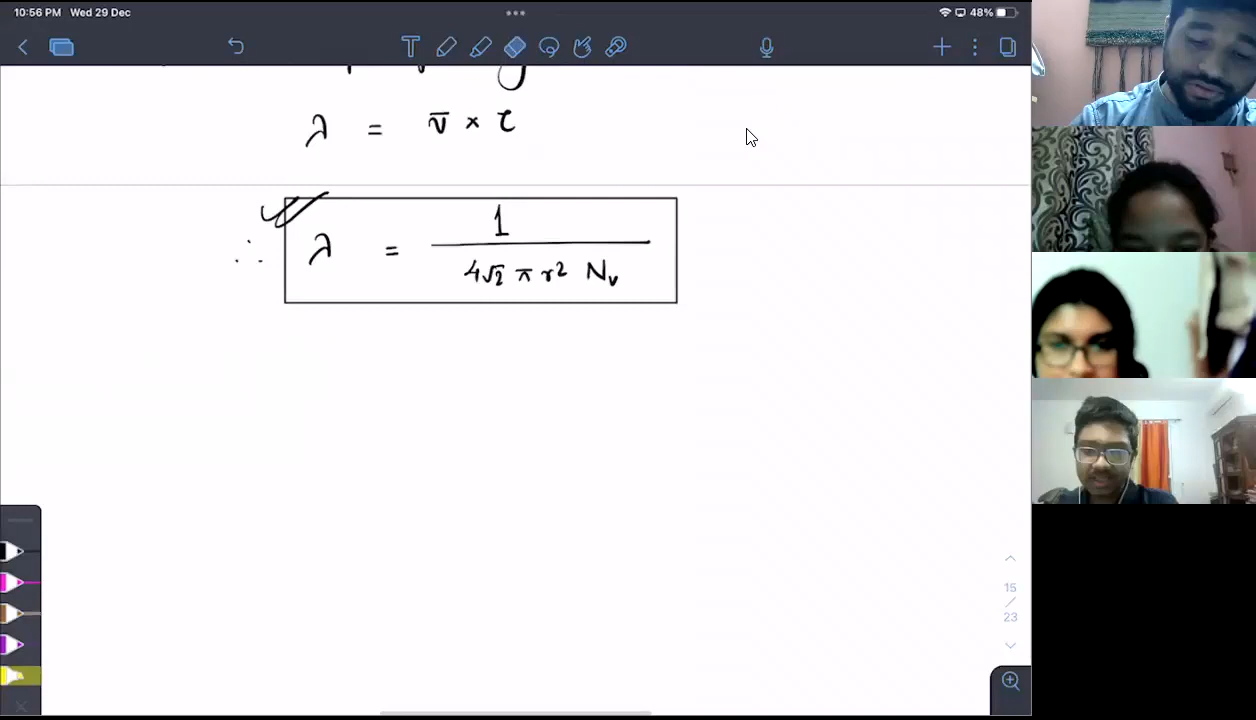 10:56 PM Wed 29 Dec
48%
T
λ = v̄ × τ
∴ λ = 1 / 4√2 π r² Nᵥ
15
/
23